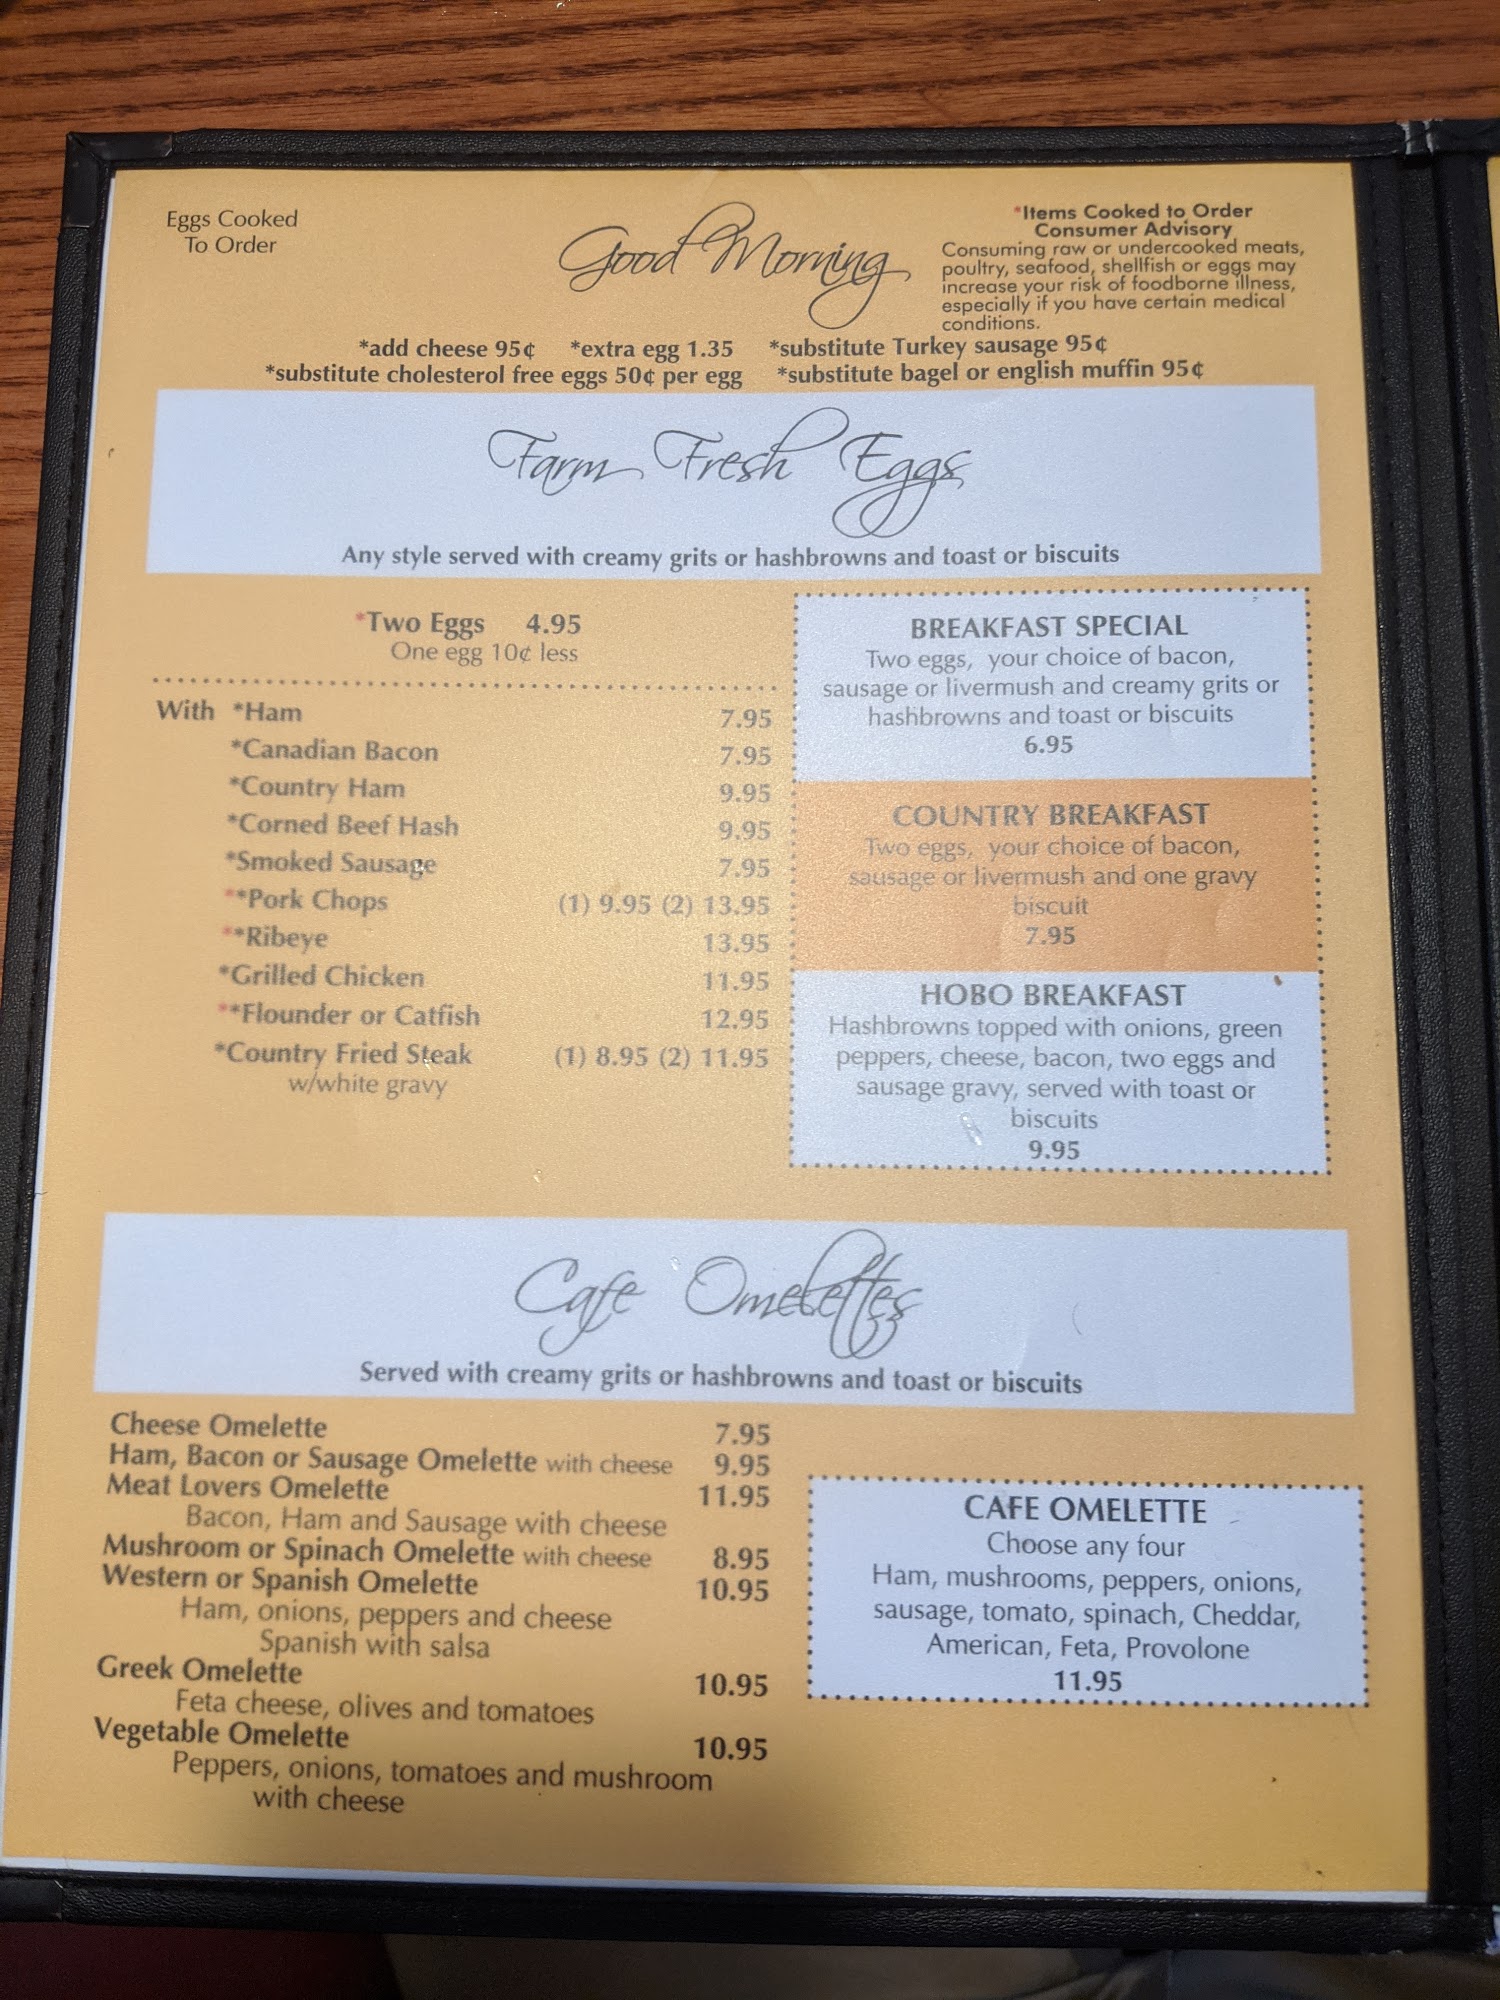 Eggs Cooked
To Order
Good Morning
*Items Cooked to Order
Consumer Advisory
Consuming raw or undercooked meats,
poultry, seafood, shellfish or eggs may
increase your risk of foodborne illness,
especially if you have certain medical
conditions.
*add cheese 95¢ *extra egg 1.35 *substitute Turkey sausage 95¢
*substitute cholesterol free eggs 50¢ per egg *substitute bagel or english muffin 95¢
Farm Fresh Eggs
Any style served with creamy grits or hashbrowns and toast or biscuits
*Two Eggs 4.95
One egg 10¢ less
With *Ham 7.95
*Canadian Bacon 7.95
*Country Ham 9.95
*Corned Beef Hash 9.95
*Smoked Sausage 7.95
**Pork Chops (1) 9.95 (2) 13.95
**Ribeye 13.95
*Grilled Chicken 11.95
**Flounder or Catfish 12.95
*Country Fried Steak (1) 8.95 (2) 11.95
w/white gravy
BREAKFAST SPECIAL
Two eggs, your choice of bacon,
sausage or livermush and creamy grits or
hashbrowns and toast or biscuits
6.95
COUNTRY BREAKFAST
Two eggs, your choice of bacon,
sausage or livermush and one gravy
biscuit
7.95
HOBO BREAKFAST
Hashbrowns topped with onions, green
peppers, cheese, bacon, two eggs and
sausage gravy, served with toast or
biscuits
9.95
Cafe Omelettes
Served with creamy grits or hashbrowns and toast or biscuits
Cheese Omelette 7.95
Ham, Bacon or Sausage Omelette with cheese 9.95
Meat Lovers Omelette 11.95
Bacon, Ham and Sausage with cheese
Mushroom or Spinach Omelette with cheese 8.95
Western or Spanish Omelette 10.95
Ham, onions, peppers and cheese
Spanish with salsa
Greek Omelette 10.95
Feta cheese, olives and tomatoes
Vegetable Omelette 10.95
Peppers, onions, tomatoes and mushroom
with cheese
CAFE OMELETTE
Choose any four
Ham, mushrooms, peppers, onions,
sausage, tomato, spinach, Cheddar,
American, Feta, Provolone
11.95